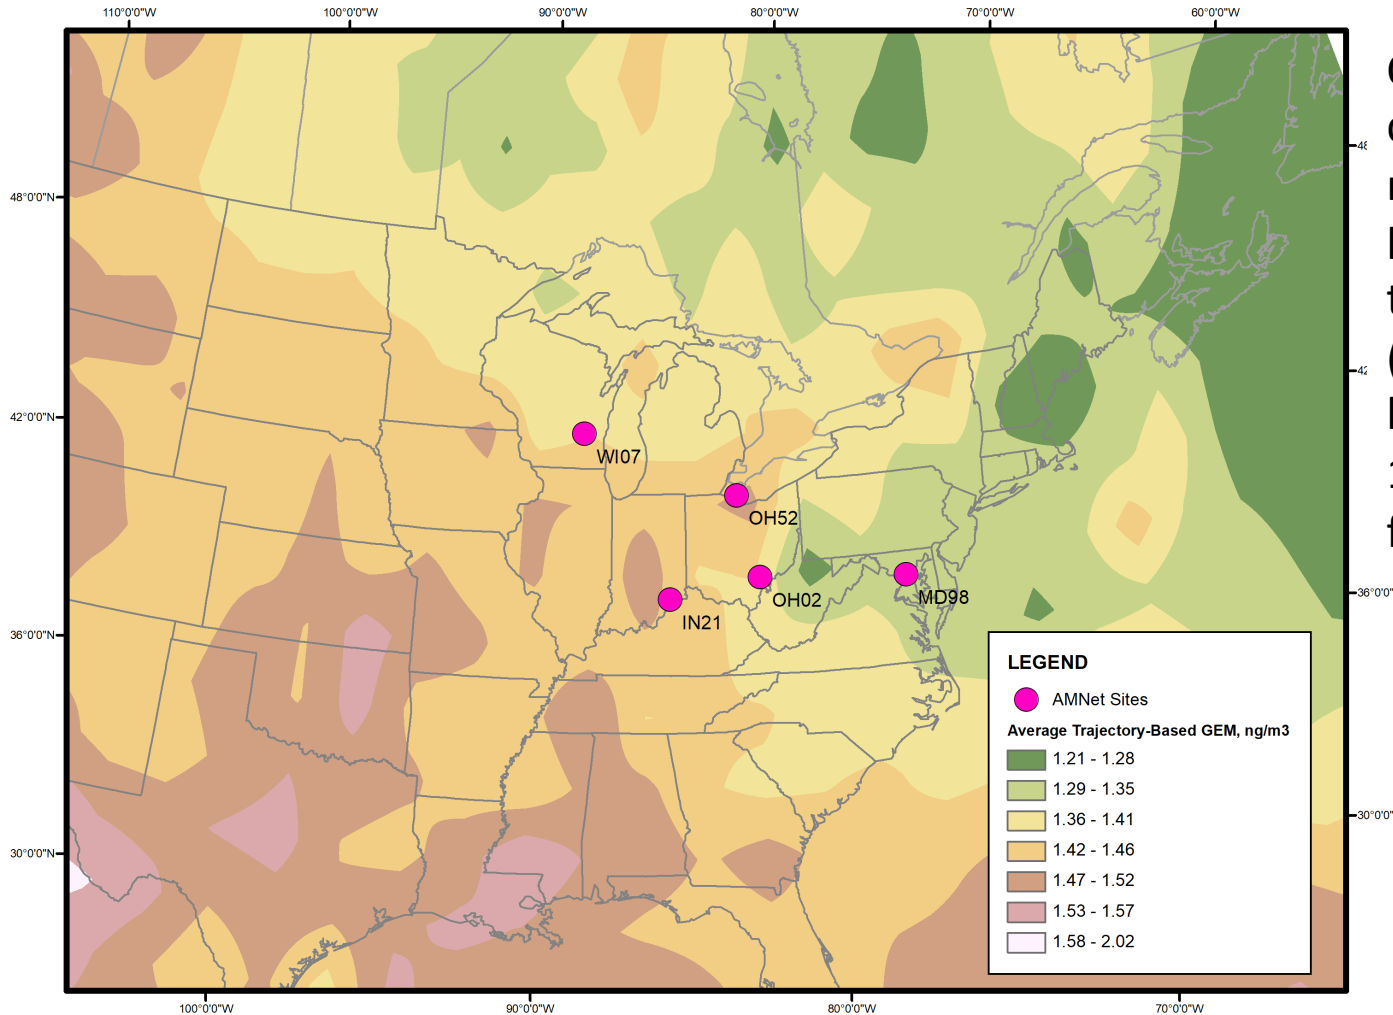 110°0'0"W 100°0'0"W 90°0'0"W 80°0'0"W 70°0'0"W 60°0'0"W
48°0'0"N
48
42
42°0'0"N
WI07
OH52
OH02
MD98
IN21
36°0'0"
36°0'0"N
LEGEND
AMNet Sites
Average Trajectory-Based GEM, ng/m3
1.21 - 1.28
1.29 - 1.35
1.36 - 1.41
1.42 - 1.46
1.47 - 1.52
1.53 - 1.57
1.58 - 2.02
30°0'0"
30°0'0"N
100°0'0"W 90°0'0"W 80°0'0"W 70°0'0"W